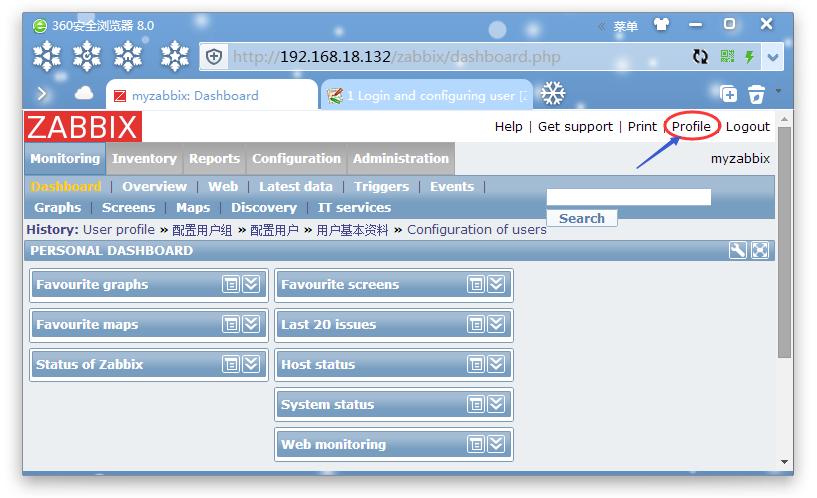 360安全浏览器 8.0
« 菜单
http://192.168.18.132/zabbix/dashboard.php
myzabbix: Dashboard
1 Login and configuring user [
ZABBIX
Help | Get support | Print | Profile | Logout
Monitoring Inventory Reports Configuration Administration
myzabbix
Dashboard | Overview | Web | Latest data | Triggers | Events |
Graphs | Screens | Maps | Discovery | IT services
Search
History: User profile » 配置用户组 » 配置用户 » 用户基本资料 » Configuration of users
PERSONAL DASHBOARD
Favourite graphs
Favourite screens
Favourite maps
Last 20 issues
Status of Zabbix
Host status
System status
Web monitoring